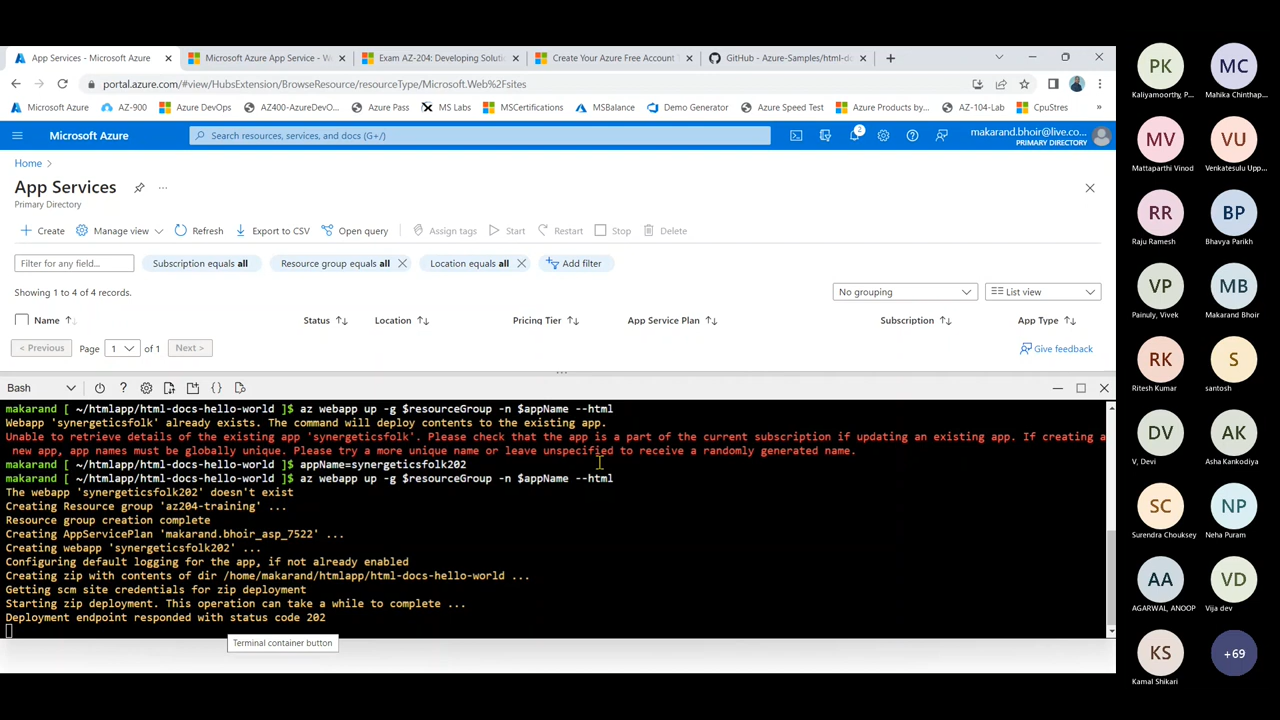 App Services - Microsoft Azure
Microsoft Azure App Service - W
Exam AZ-204: Developing Soluti
Create Your Azure Free Account T
GitHub - Azure-Samples/html-d
portal.azure.com/#view/HubsExtension/BrowseResource/resourceType/Microsoft.Web%2Fsites
Microsoft Azure
AZ-900
Azure DevOps
AZ400-AzureDevO...
Azure Pass
MS Labs
MSCertifications
MSBalance
Demo Generator
Azure Speed Test
Azure Products by...
AZ-104-Lab
CpuStres
»
Microsoft Azure
Search resources, services, and docs (G+/)
2
makarand.bhoir@live.co...
PRIMARY DIRECTORY
Home >
App Services
Primary Directory
Create
Manage view
Refresh
Export to CSV
Open query
Assign tags
Start
Restart
Stop
Delete
Filter for any field...
Subscription equals all
Resource group equals all
Location equals all
Add filter
Showing 1 to 4 of 4 records.
No grouping
List view
Name
Status
Location
Pricing Tier
App Service Plan
Subscription
App Type
< Previous
Page 1 of 1
Next >
Give feedback
Bash
makarand [ ~/htmlapp/html-docs-hello-world ]$ az webapp up -g $resourceGroup -n $appName --html
Webapp 'synergeticsfolk' already exists. The command will deploy contents to the existing app.
Unable to retrieve details of the existing app 'synergeticsfolk'. Please check that the app is a part of the current subscription if updating an existing app. If creating a
new app, app names must be globally unique. Please try a more unique name or leave unspecified to receive a randomly generated name.
makarand [ ~/htmlapp/html-docs-hello-world ]$ appName=synergeticsfolk202
makarand [ ~/htmlapp/html-docs-hello-world ]$ az webapp up -g $resourceGroup -n $appName --html
The webapp 'synergeticsfolk202' doesn't exist
Creating Resource group 'az204-training' ...
Resource group creation complete
Creating AppServicePlan 'makarand.bhoir_asp_7522' ...
Creating webapp 'synergeticsfolk202' ...
Configuring default logging for the app, if not already enabled
Creating zip with contents of dir /home/makarand/htmlapp/html-docs-hello-world ...
Getting scm site credentials for zip deployment
Starting zip deployment. This operation can take a while to complete ...
Deployment endpoint responded with status code 202
Terminal container button
PK
Kaliyamoorthy, P...
MC
Mahika Chinthap...
MV
Mattaparthi Vinod
VU
Venkatesulu Upp...
RR
Raju Ramesh
BP
Bhavya Parikh
VP
Painuly, Vivek
MB
Makarand Bhoir
RK
Ritesh Kumar
S
santosh
DV
V, Devi
AK
Asha Kankodiya
SC
Surendra Chouksey
NP
Neha Puram
AA
AGARWAL, ANOOP
VD
Vija dev
KS
Kamal Shikari
+69